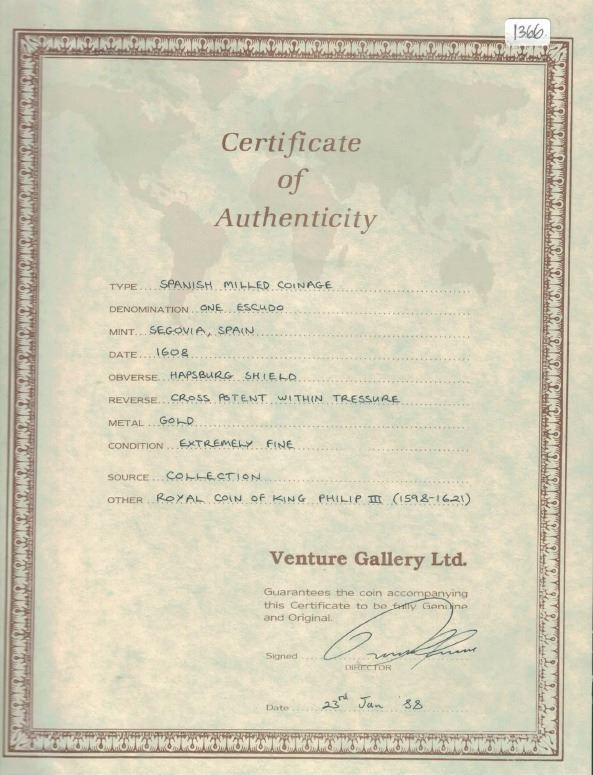 1366
Certificate
of
Authenticity
TYPE SPANISH MILLED COINAGE
DENOMINATION ONE ESCUDO
MINT SEGOVIA, SPAIN
DATE 1608
OBVERSE HAPSBURG SHIELD
REVERSE CROSS POTENT WITHIN TRESSURE
METAL GOLD
CONDITION EXTREMELY FINE
SOURCE COLLECTION
OTHER ROYAL COIN OF KING PHILIP III (1598-1621)
Venture Gallery Ltd.
Guarantees the coin accompanying
this Certificate to be fully Genuine
and Original.
Signed
DIRECTOR
Date 23rd Jan '88